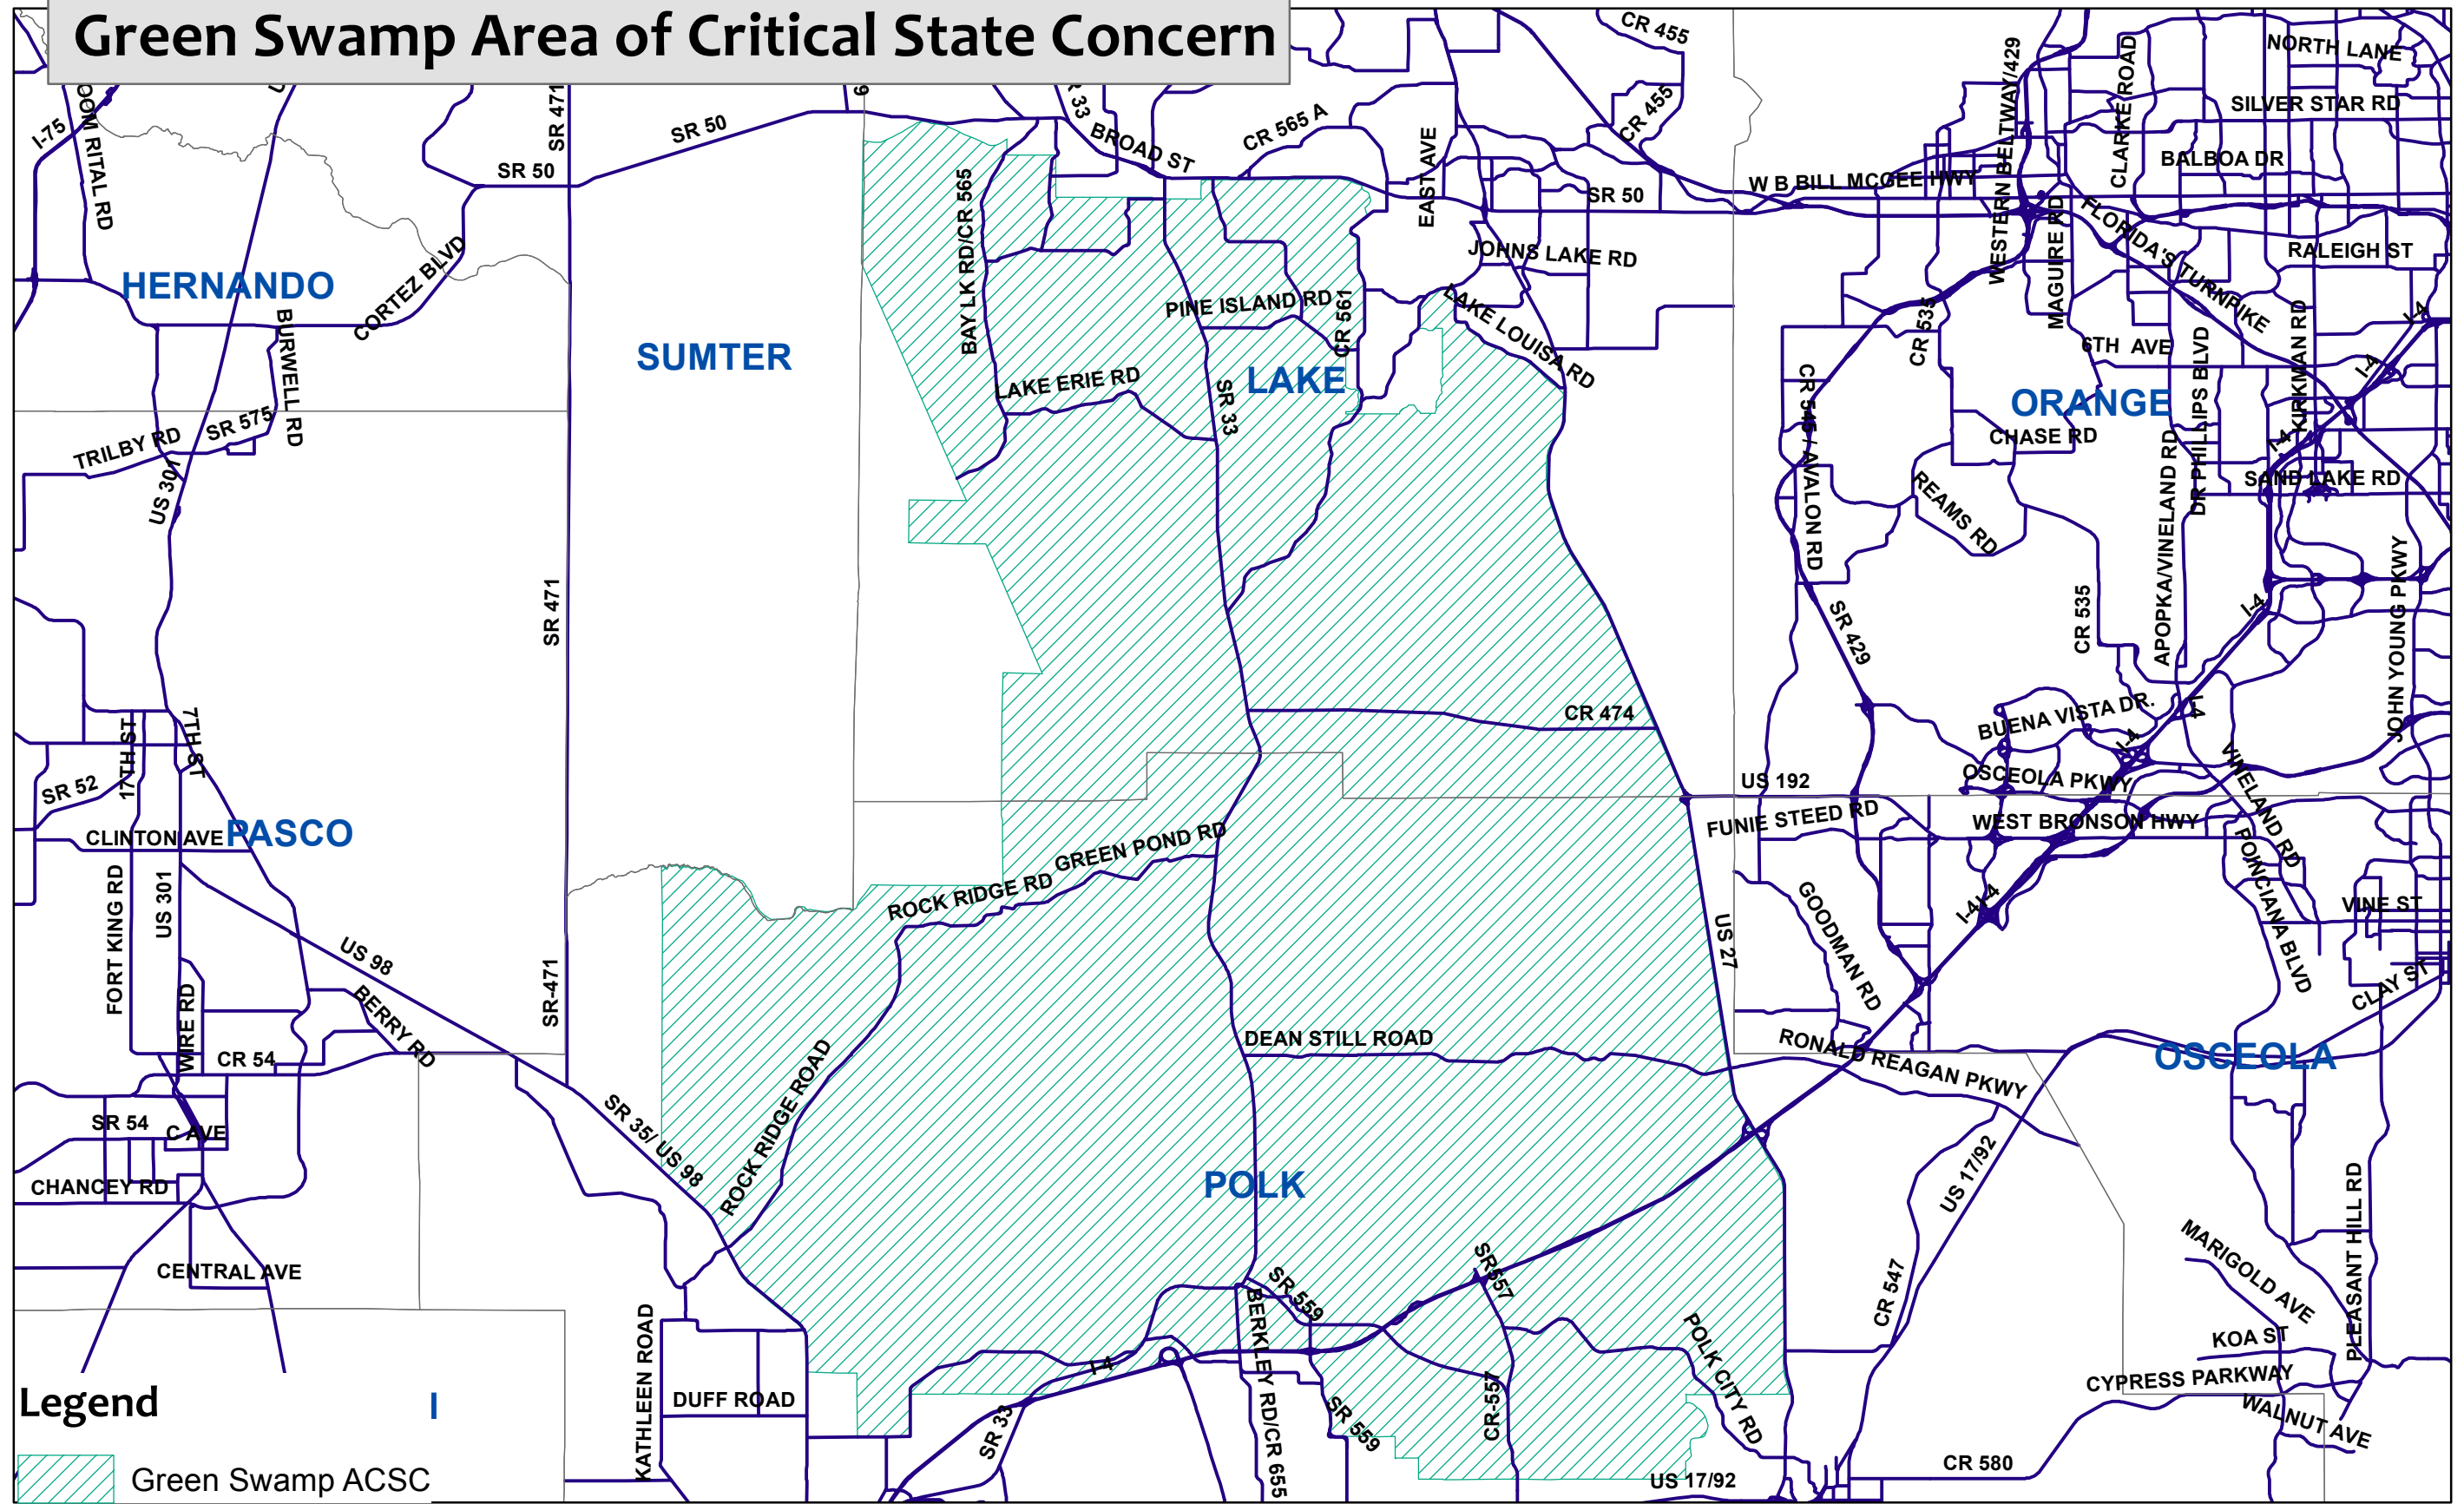 Green Swamp Area of Critical State Concern
CR 455
NORTH LANE
I-75
SR 471
SR 50
SR 50
BROAD ST
CR 565 A
CR 455
EAST AVE
WESTERN BELTWAY/429
CLARKE ROAD
SILVER STAR RD
BALBOA DR
W B BILL MCGEE HWY
SR 50
BAY LK RD/CR 565
JOHNS LAKE RD
MAGUIRE RD
FLORIDA'S TURNPIKE
RALEIGH ST
HERNANDO
CORTEZ BLVD
BURWELL RD
SUMTER
PINE ISLAND RD
CR 561
LAKE LOUISA RD
CR 535
6TH AVE
KIRKMAN RD
I-4
I-4
LAKE ERIE RD
LAKE
SR 33
CR 545 / AWALON RD
ORANGE
DR PHILLIPS BLVD
CHASE RD
I-4
TRILBY RD
SR 575
US 301
REAMS RD
APOPKA/VINELAND RD
SAND LAKE RD
SR 471
SR 429
CR 535
I-4
JOHN YOUNG PKWY
17TH ST
7TH ST
CR 474
BUENA VISTA DR.
I-4
I-4
SR 52
US 192
OSCEOLA PKWY
VINELAND RD
CLINTON AVE
PASCO
FUNIE STEED RD
WEST BRONSON HWY
POINCIANA BLVD
GREEN POND RD
ROCK RIDGE RD
FORT KING RD
US 301
US 98
US 27
GOODMAN RD
I-4
I-4
VINE ST
CLAY ST
SR-471
WIRE RD
BERRY RD
CR 54
DEAN STILL ROAD
RONALD REAGAN PKWY
OSCEOLA
SR 54
C AVE
SR 35/ US 98
ROCK RIDGE ROAD
CHANCEY RD
POLK
US 17/92
CENTRAL AVE
SR 559
SR557
CR 547
MARIGOLD AVE
PLEASANT HILL RD
KATHLEEN ROAD
BERKLEY RD/CR 655
POLK CITY RD
KOA ST
I-4
DUFF ROAD
CYPRESS PARKWAY
WALNUT AVE
SR 33
SR 559
CR-557
CR 580
US 17/92
Legend
Green Swamp ACSC